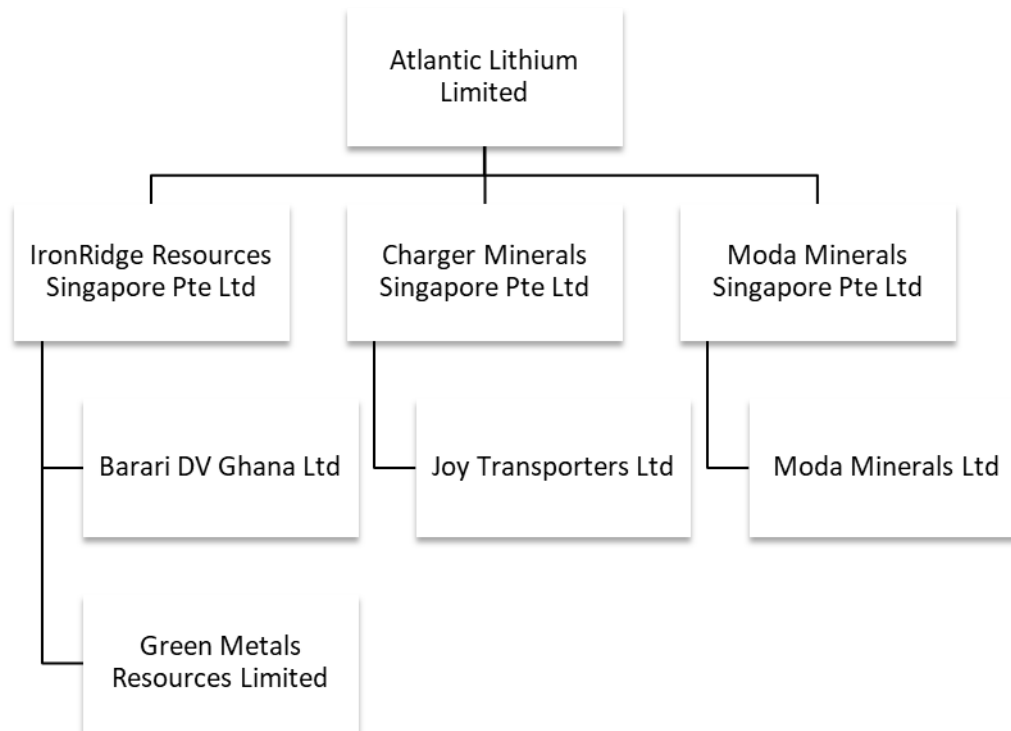 Atlantic Lithium
Limited
IronRidge Resources
Singapore Pte Ltd
Charger Minerals
Singapore Pte Ltd
Moda Minerals
Singapore Pte Ltd
Barari DV Ghana Ltd
Joy Transporters Ltd
Moda Minerals Ltd
Green Metals
Resources Limited